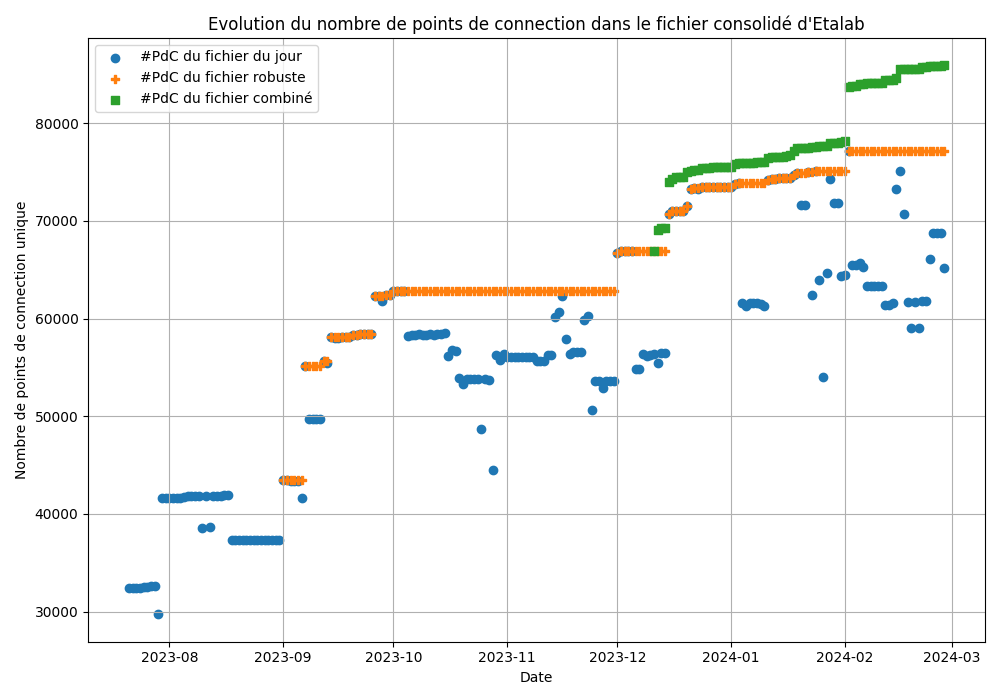 Evolution du nombre de points de connection dans le fichier consolidé d'Etalab
#PdC du fichier du jour
#PdC du fichier robuste
#PdC du fichier combiné
Nombre de points de connection unique
80000
70000
60000
50000
40000
30000
2023-08 2023-09 2023-10 2023-11 2023-12 2024-01 2024-02 2024-03
Date